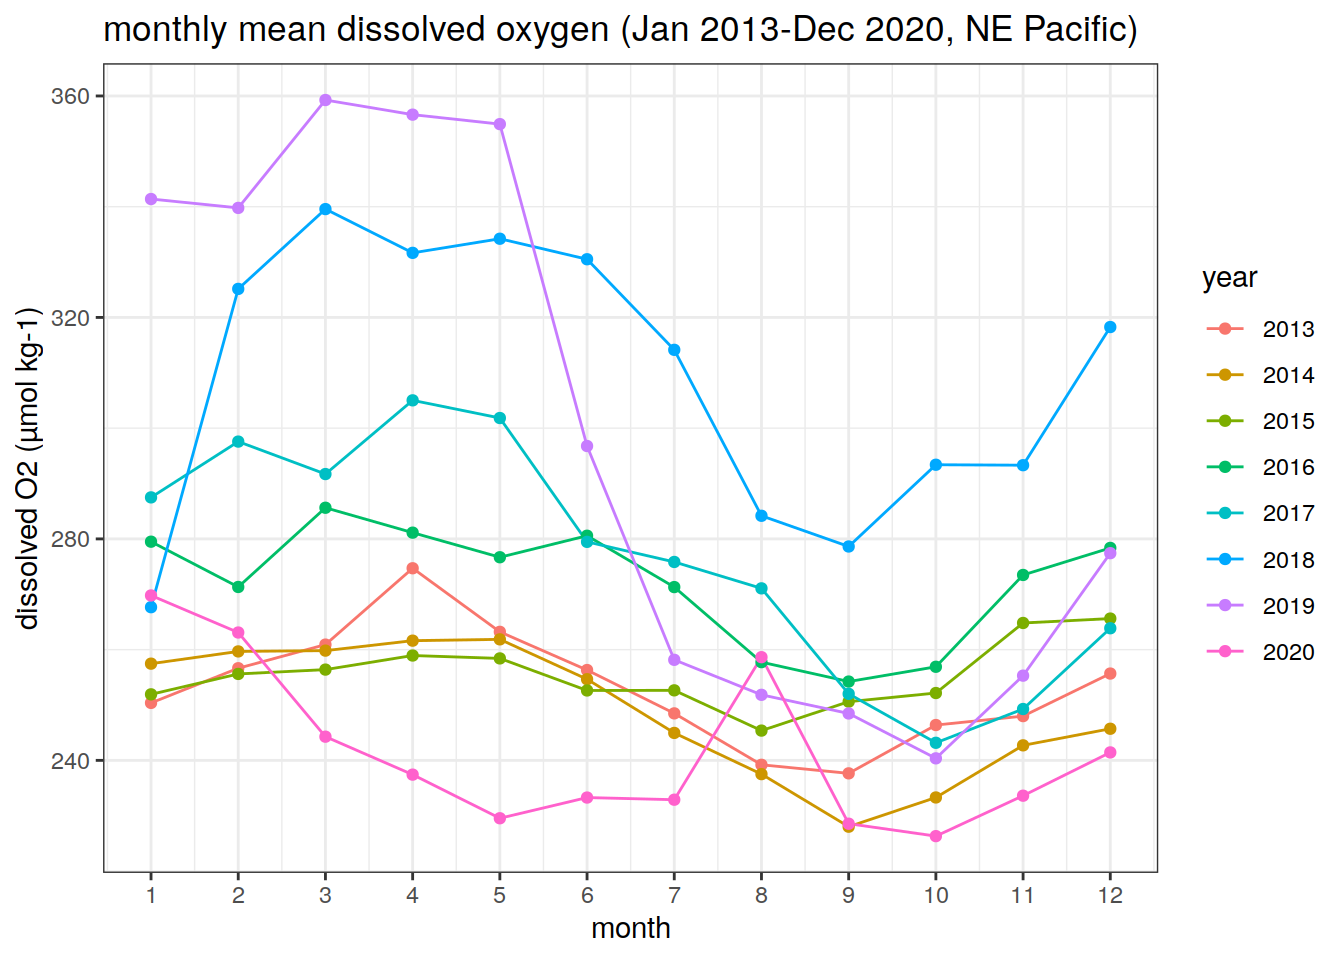 monthly mean dissolved oxygen (Jan 2013-Dec 2020, NE Pacific)
dissolved O2 (µmol kg-1)
360
320
280
240
1 2 3 4 5 6 7 8 9 10 11 12
month
year
2013
2014
2015
2016
2017
2018
2019
2020